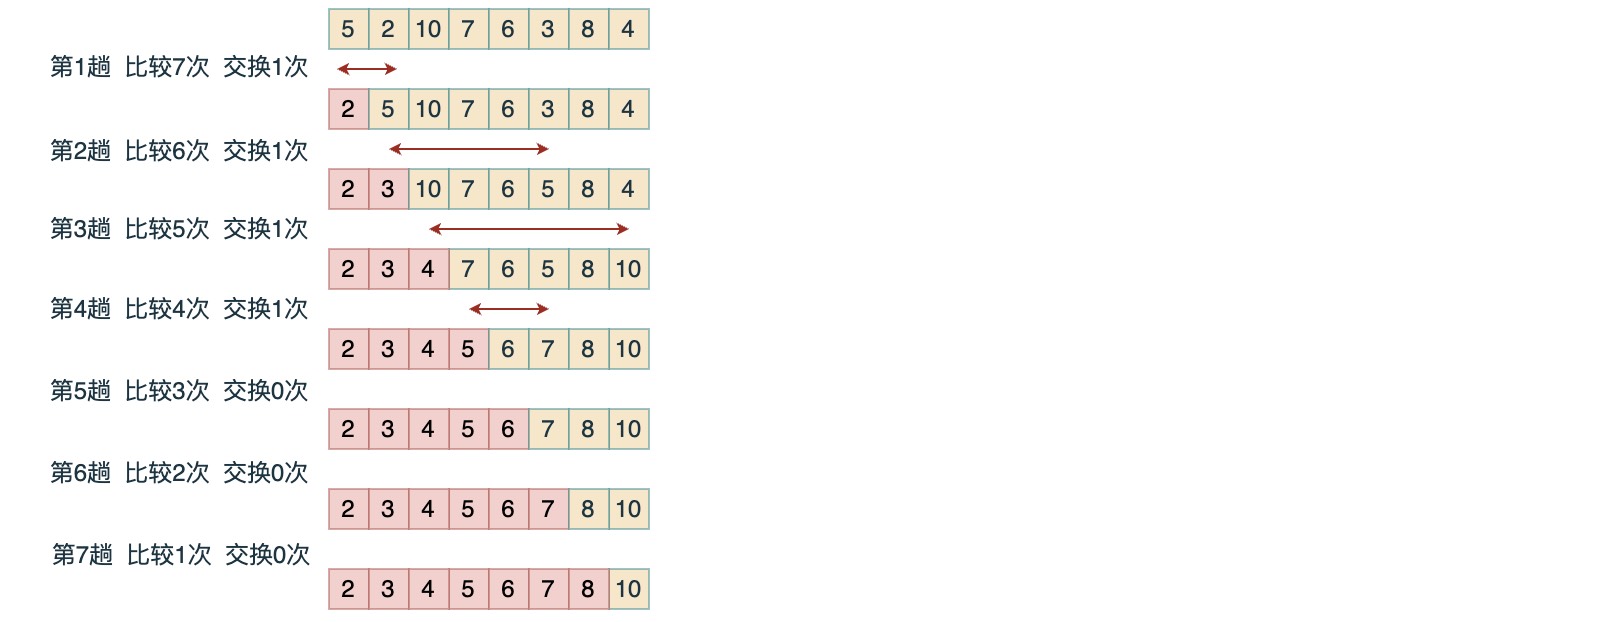 5 2 10 7 6 3 8 4
第1趟 比较7次 交换1次
2 5 10 7 6 3 8 4
第2趟 比较6次 交换1次
2 3 10 7 6 5 8 4
第3趟 比较5次 交换1次
2 3 4 7 6 5 8 10
第4趟 比较4次 交换1次
2 3 4 5 6 7 8 10
第5趟 比较3次 交换0次
2 3 4 5 6 7 8 10
第6趟 比较2次 交换0次
2 3 4 5 6 7 8 10
第7趟 比较1次 交换0次
2 3 4 5 6 7 8 10